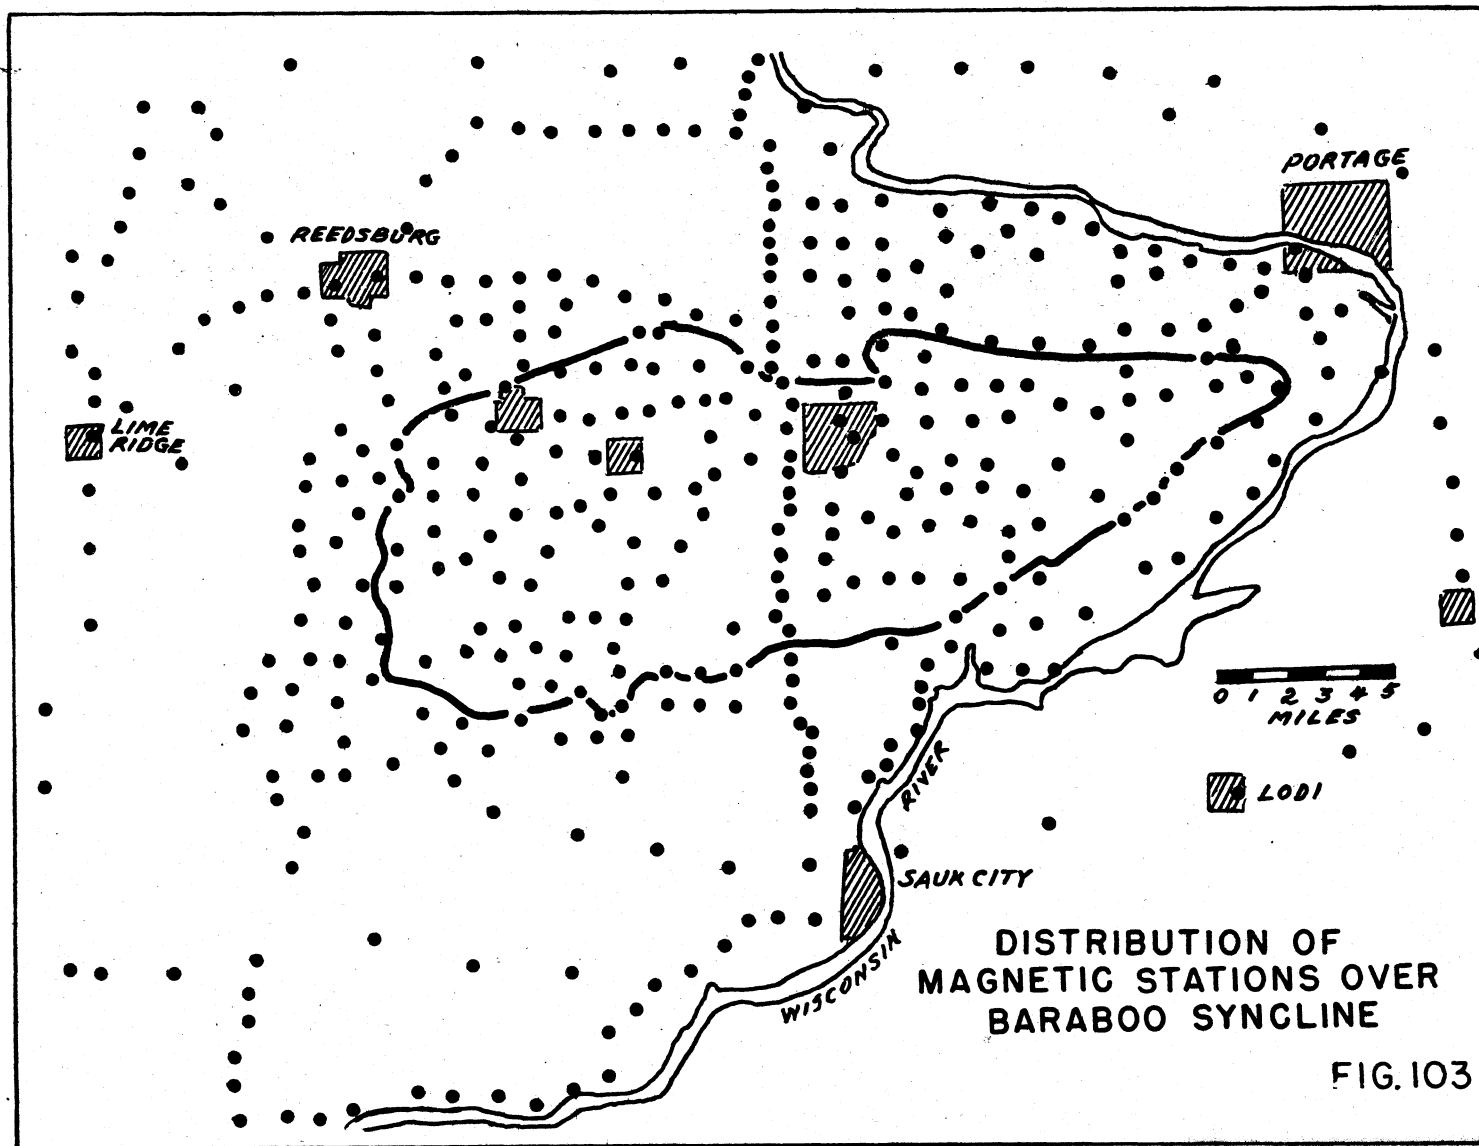 PORTAGE
REEDSBURG
LIME
RIDGE
0 1 2 3 4 5
MILES
RIVER
LODI
SAUK CITY
WISCONSIN
DISTRIBUTION OF
MAGNETIC STATIONS OVER
BARABOO SYNCLINE
FIG. 103